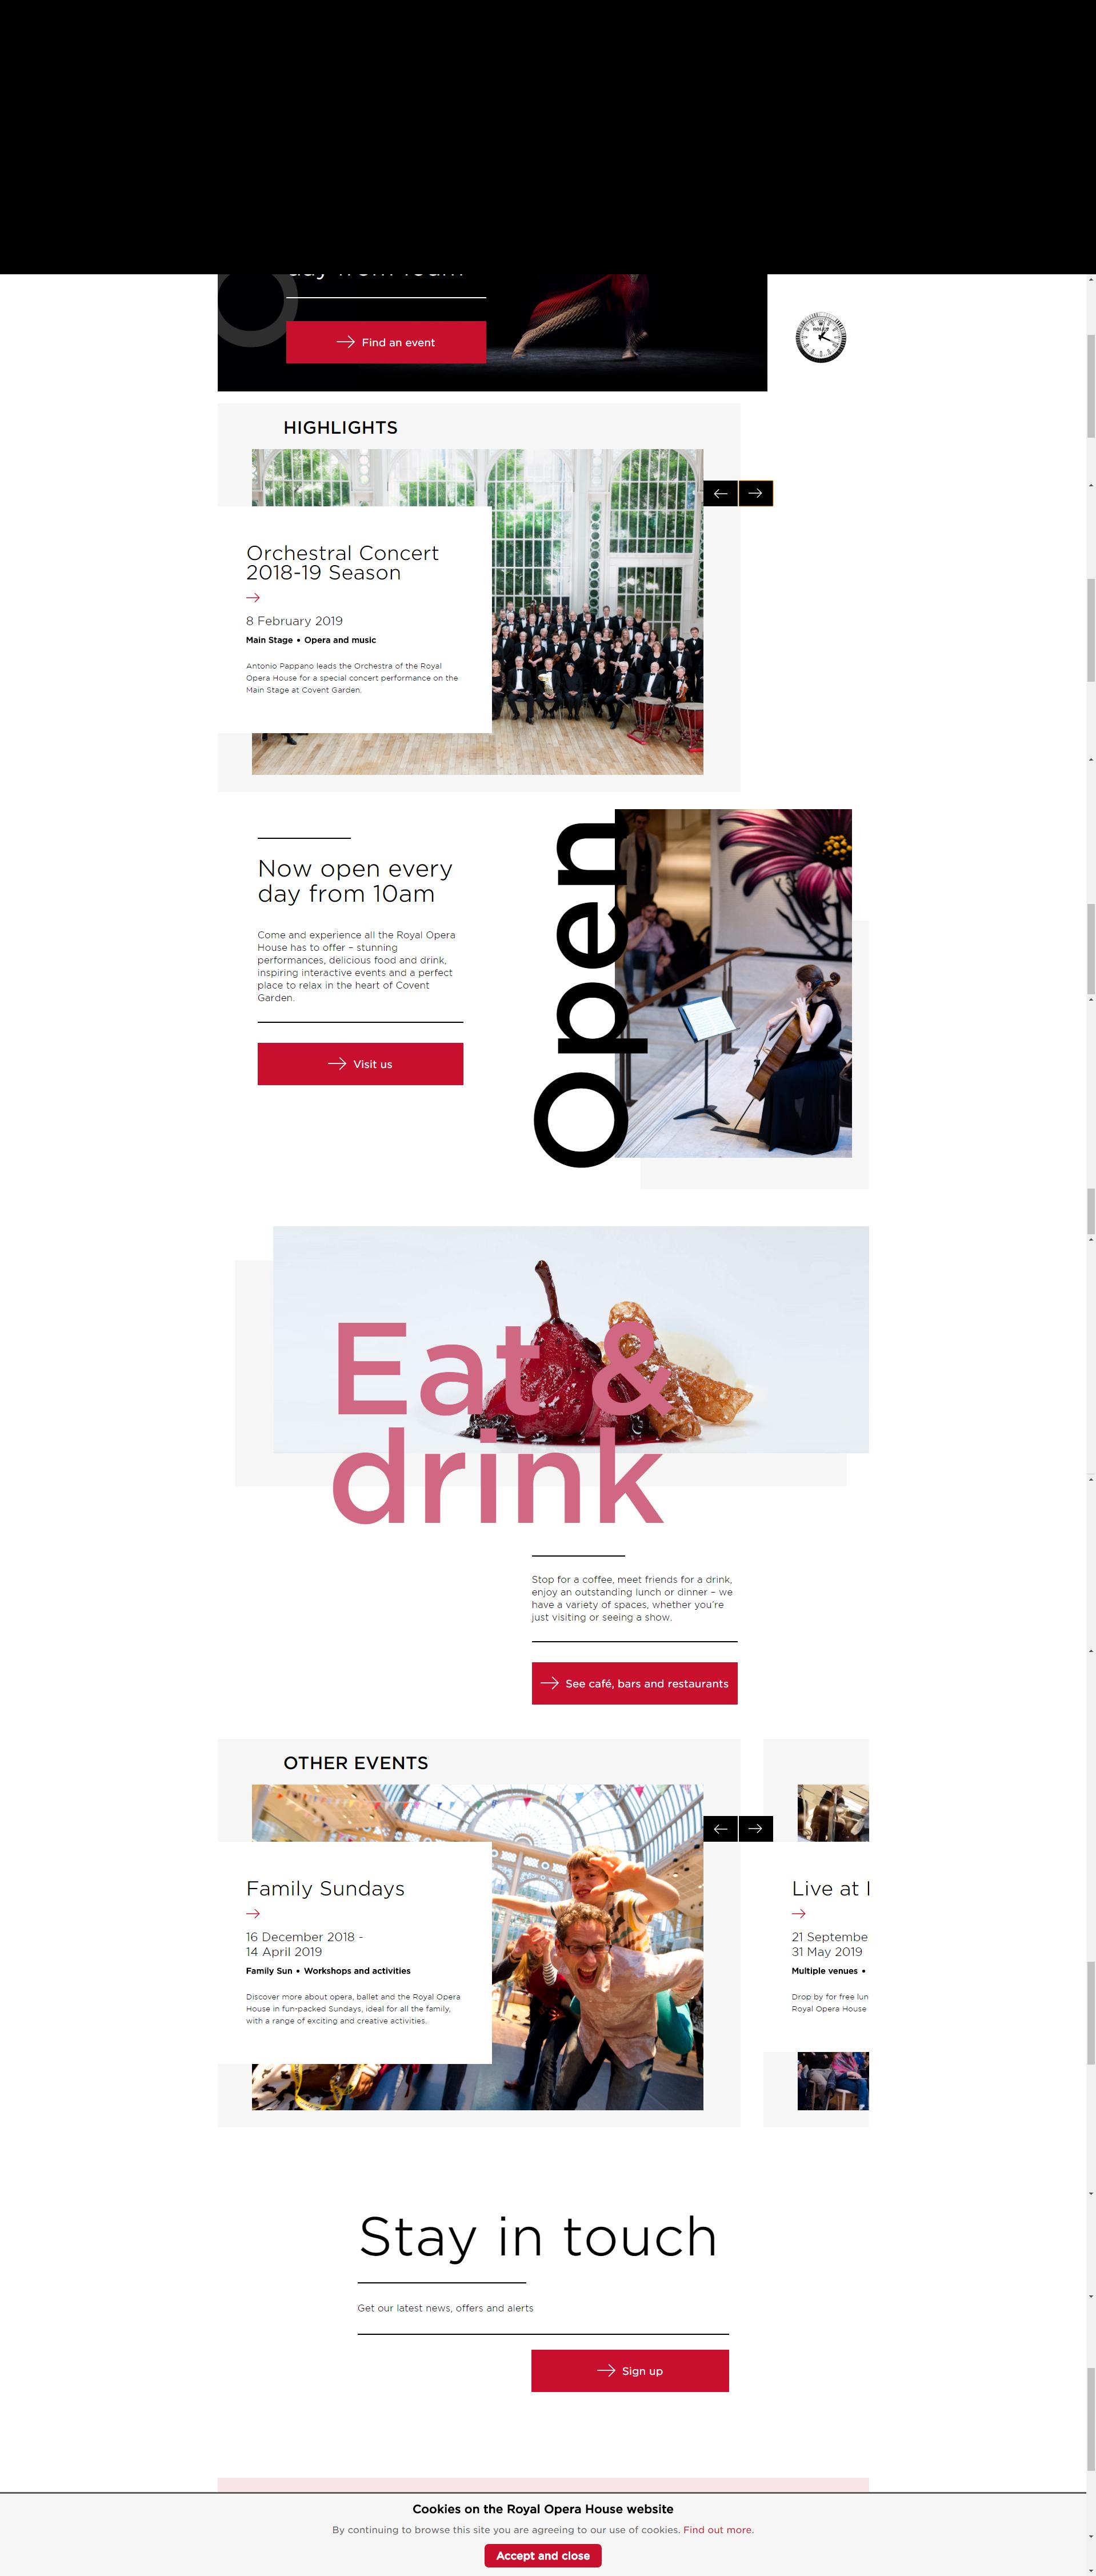 Find an event
ROLEX
HIGHLIGHTS
Orchestral Concert
2018-19 Season
8 February 2019
Main Stage • Opera and music
Antonio Pappano leads the Orchestra of the Royal
Opera House for a special concert performance on the
Main Stage at Covent Garden.
Now open every
day from 10am
Come and experience all the Royal Opera
House has to offer – stunning
performances, delicious food and drink,
inspiring interactive events and a perfect
place to relax in the heart of Covent
Garden.
Visit us
Open
Eat &
drink
Stop for a coffee, meet friends for a drink,
enjoy an outstanding lunch or dinner – we
have a variety of spaces, whether you're
just visiting or seeing a show.
See café, bars and restaurants
OTHER EVENTS
Family Sundays
16 December 2018 -
14 April 2019
Family Sun • Workshops and activities
Discover more about opera, ballet and the Royal Opera
House in fun-packed Sundays, ideal for all the family,
with a range of exciting and creative activities.
Live at
21 Septembe
31 May 2019
Multiple venues •
Drop by for free lun
Royal Opera House
Stay in touch
Get our latest news, offers and alerts
Sign up
Cookies on the Royal Opera House website
By continuing to browse this site you are agreeing to our use of cookies. Find out more.
Accept and close